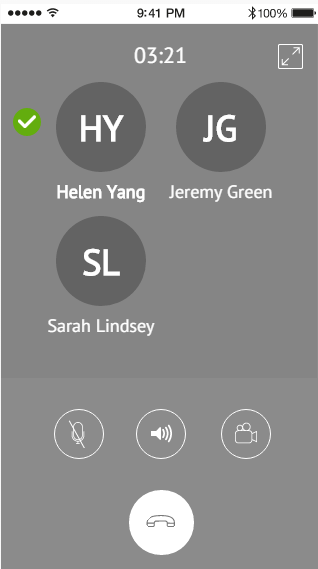 9:41 PM
100%
03:21
HY
JG
Helen Yang
Jeremy Green
SL
Sarah Lindsey